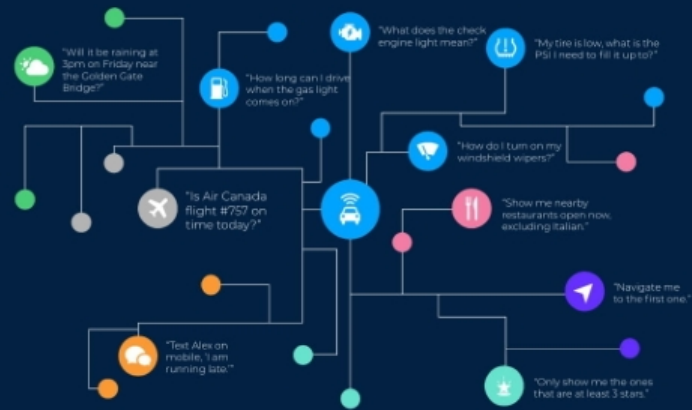 "What does the check
engine light mean?"
"My tire is low, what is the
PSI I need to fill it up to?"
"Will it be raining at
3pm on Friday near
the Golden Gate
Bridge?"
"How long can I drive
when the gas light
comes on?"
"How do I turn on my
windshield wipers?"
"Is Air Canada
flight #757 on
time today?"
"Show me nearby
restaurants open now,
excluding Italian."
"Navigate me
to the first one."
"Text Alex on
mobile, 'I am
running late.'"
"Only show me the ones
that are at least 3 stars."